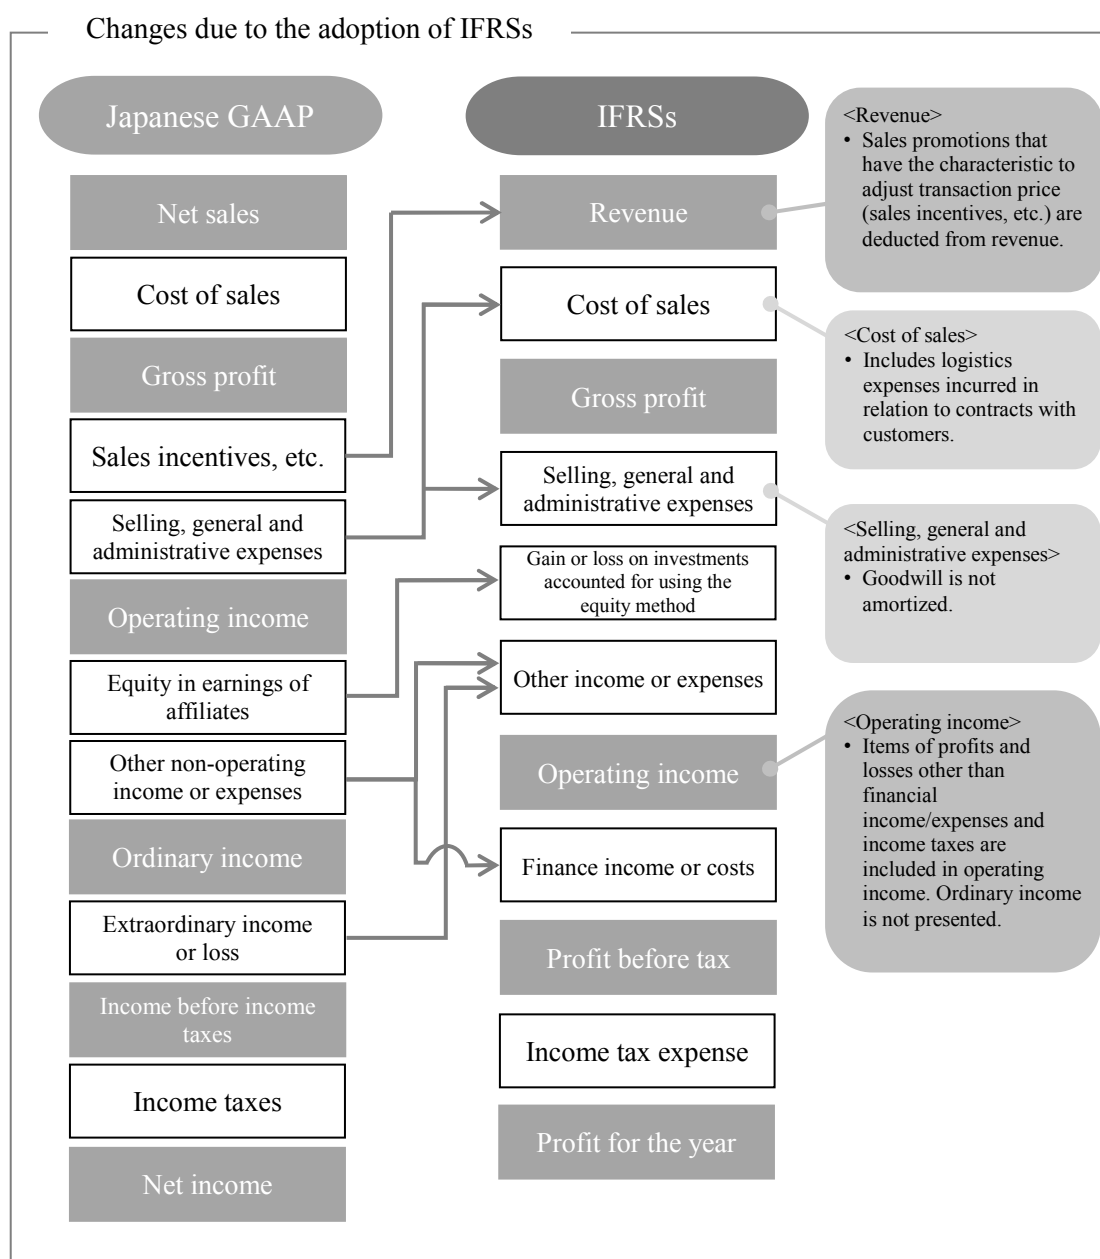 Changes due to the adoption of IFRSs
Japanese GAAP
Net sales
Cost of sales
Gross profit
Sales incentives, etc.
Selling, general and
administrative expenses
Operating income
Equity in earnings of
affiliates
Other non-operating
income or expenses
Ordinary income
Extraordinary income
or loss
Income before income
taxes
Income taxes
Net income
IFRSs
Revenue
Cost of sales
Gross profit
Selling, general and
administrative expenses
Gain or loss on investments
accounted for using the
equity method
Other income or expenses
Operating income
Finance income or costs
Profit before tax
Income tax expense
Profit for the year
<Revenue>
• Sales promotions that
have the characteristic to
adjust transaction price
(sales incentives, etc.) are
deducted from revenue.
<Cost of sales>
• Includes logistics
expenses incurred in
relation to contracts with
customers.
<Selling, general and
administrative expenses>
• Goodwill is not
amortized.
<Operating income>
• Items of profits and
losses other than
financial
income/expenses and
income taxes are
included in operating
income. Ordinary income
is not presented.